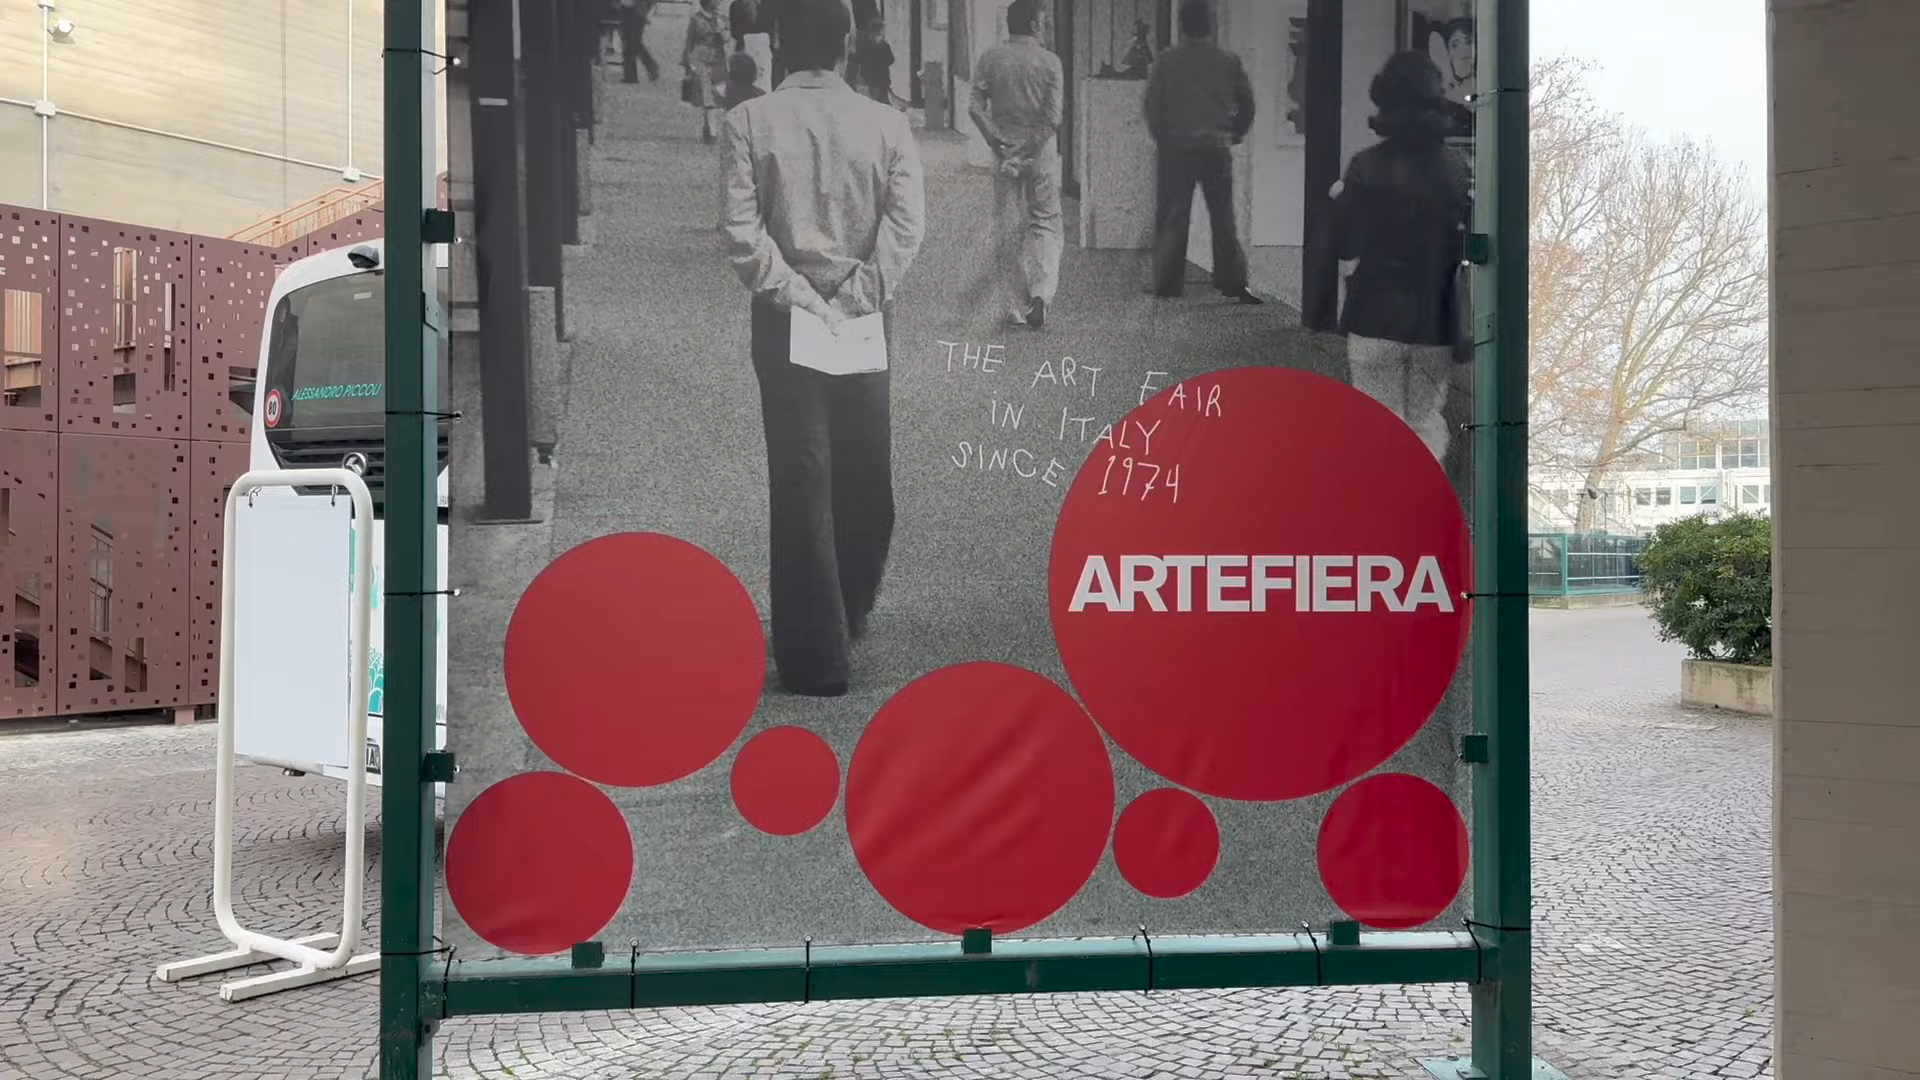 ALESSANDRO PICCOLI
80
THE ART FAIR
IN ITALY
SINCE 1974
ARTEFIERA